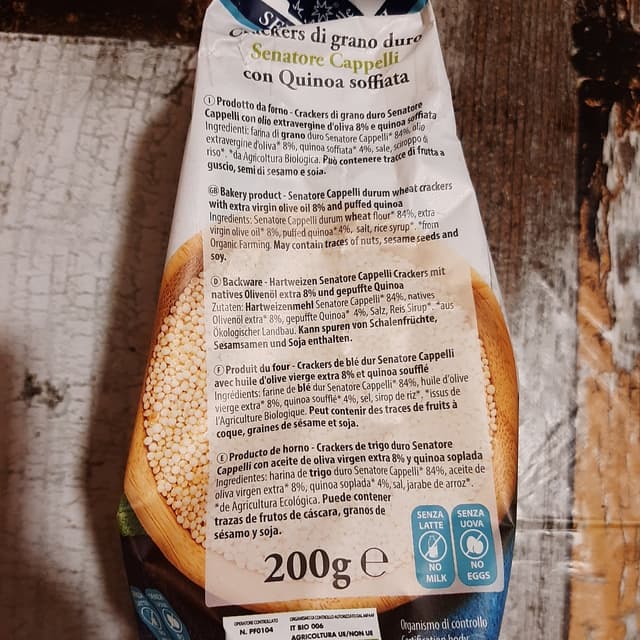 Crackers di grano duro
Senatore Cappelli
con Quinoa soffiata
I Prodotto da forno - Crackers di grano duro Senatore
Cappelli con olio extravergine d'oliva 8% e quinoa soffiata
Ingredienti: farina di grano duro Senatore Cappelli* 84%, olio
extravergine d'oliva* 8%, quinoa soffiata* 4%, sale, sciroppo di
riso*. *da Agricoltura Biologica. Può contenere tracce di frutta a
guscio, semi di sesamo e soia.
GB Bakery product - Senatore Cappelli durum wheat crackers
with extra virgin olive oil 8% and puffed quinoa
Ingredients: Senatore Cappelli durum wheat flour* 84%, extra
virgin olive oil* 8%, puffed quinoa* 4%, salt, rice syrup*. *from
Organic Farming. May contain traces of nuts, sesame seeds and
soy.
D Backware - Hartweizen Senatore Cappelli Crackers mit
natives Olivenöl extra 8% und gepuffte Quinoa
Zutaten: Hartweizenmehl Senatore Cappelli* 84%, natives
Olivenöl extra* 8%, gepuffte Quinoa* 4%, Salz, Reis Sirup*. *aus
Ökologischer Landbau. Kann spuren von Schalenfrüchte,
Sesamsamen und Soja enthalten.
F Produit du four - Crackers de blé dur Senatore Cappelli
avec huile d'olive vierge extra 8% et quinoa soufflé
Ingrédients: farine de blé dur Senatore Cappelli* 84%, huile d'olive
vierge extra* 8%, quinoa soufflé* 4%, sel, sirop de riz*. *issus de
l'Agriculture Biologique. Peut contenir des traces de fruits à
coque, graines de sésame et soja.
E Producto de horno - Crackers de trigo duro Senatore
Cappelli con aceite de oliva virgen extra 8% y quinoa soplada
Ingredientes: harina de trigo duro Senatore Cappelli* 84%, aceite de
oliva virgen extra* 8%, quinoa soplada* 4%, sal, jarabe de arroz*.
*de Agricultura Ecológica. Puede contener
trazas de frutos de cáscara, granos de
sésamo y soja.
200g e
SENZA
LATTE
NO
MILK
SENZA
UOVA
NO
EGGS
OPERATORE CONTROLLATO
N. PF0104
ORGANISMO DI CONTROLLO AUTORIZZATO DAL MIPAAF
IT BIO 006
AGRICOLTURA UE/NON UE
Organismo di controllo
Certification body